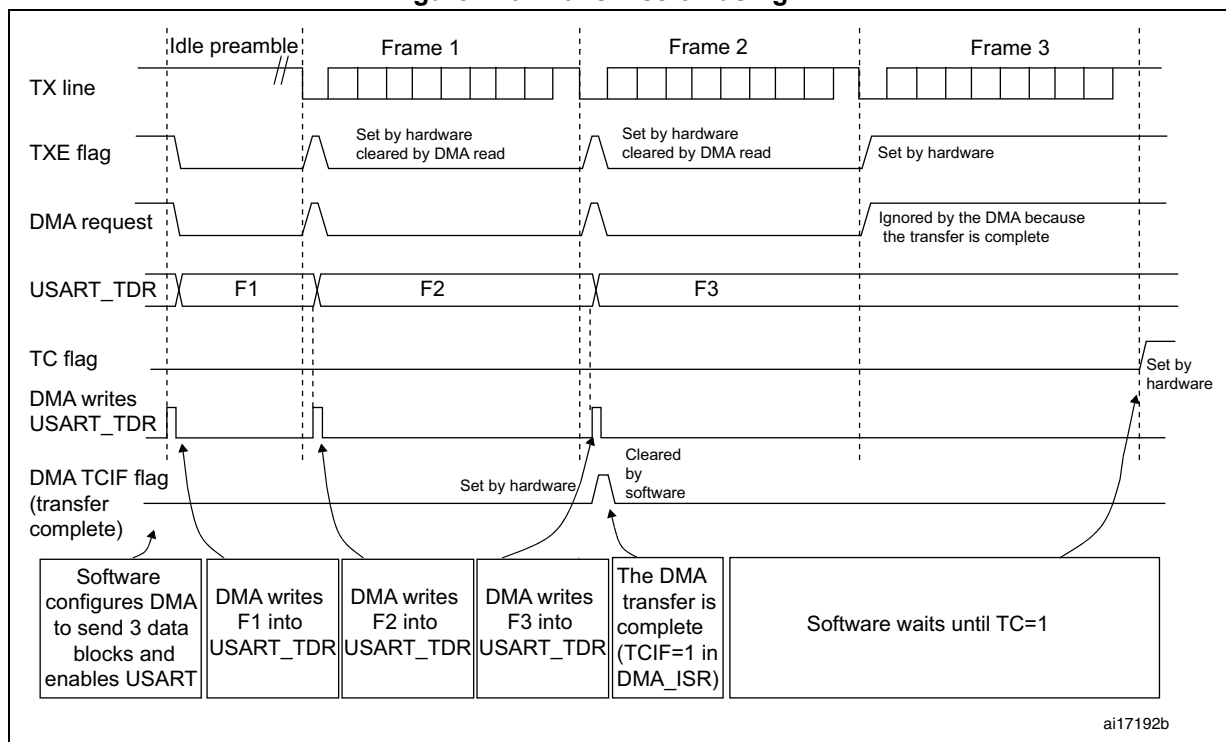 Idle preamble
Frame 1
Frame 2
Frame 3
TX line
TXE flag
Set by hardware
cleared by DMA read
Set by hardware
cleared by DMA read
Set by hardware
DMA request
Ignored by the DMA because
the transfer is complete
USART_TDR
F1
F2
F3
TC flag
Set by
hardware
DMA writes
USART_TDR
DMA TCIF flag
(transfer
complete)
Set by hardware
Cleared
by
software
Software
configures DMA
to send 3 data
blocks and
enables USART
DMA writes
F1 into
USART_TDR
DMA writes
F2 into
USART_TDR
DMA writes
F3 into
USART_TDR
The DMA
transfer is
complete
(TCIF=1 in
DMA_ISR)
Software waits until TC=1
ai17192b